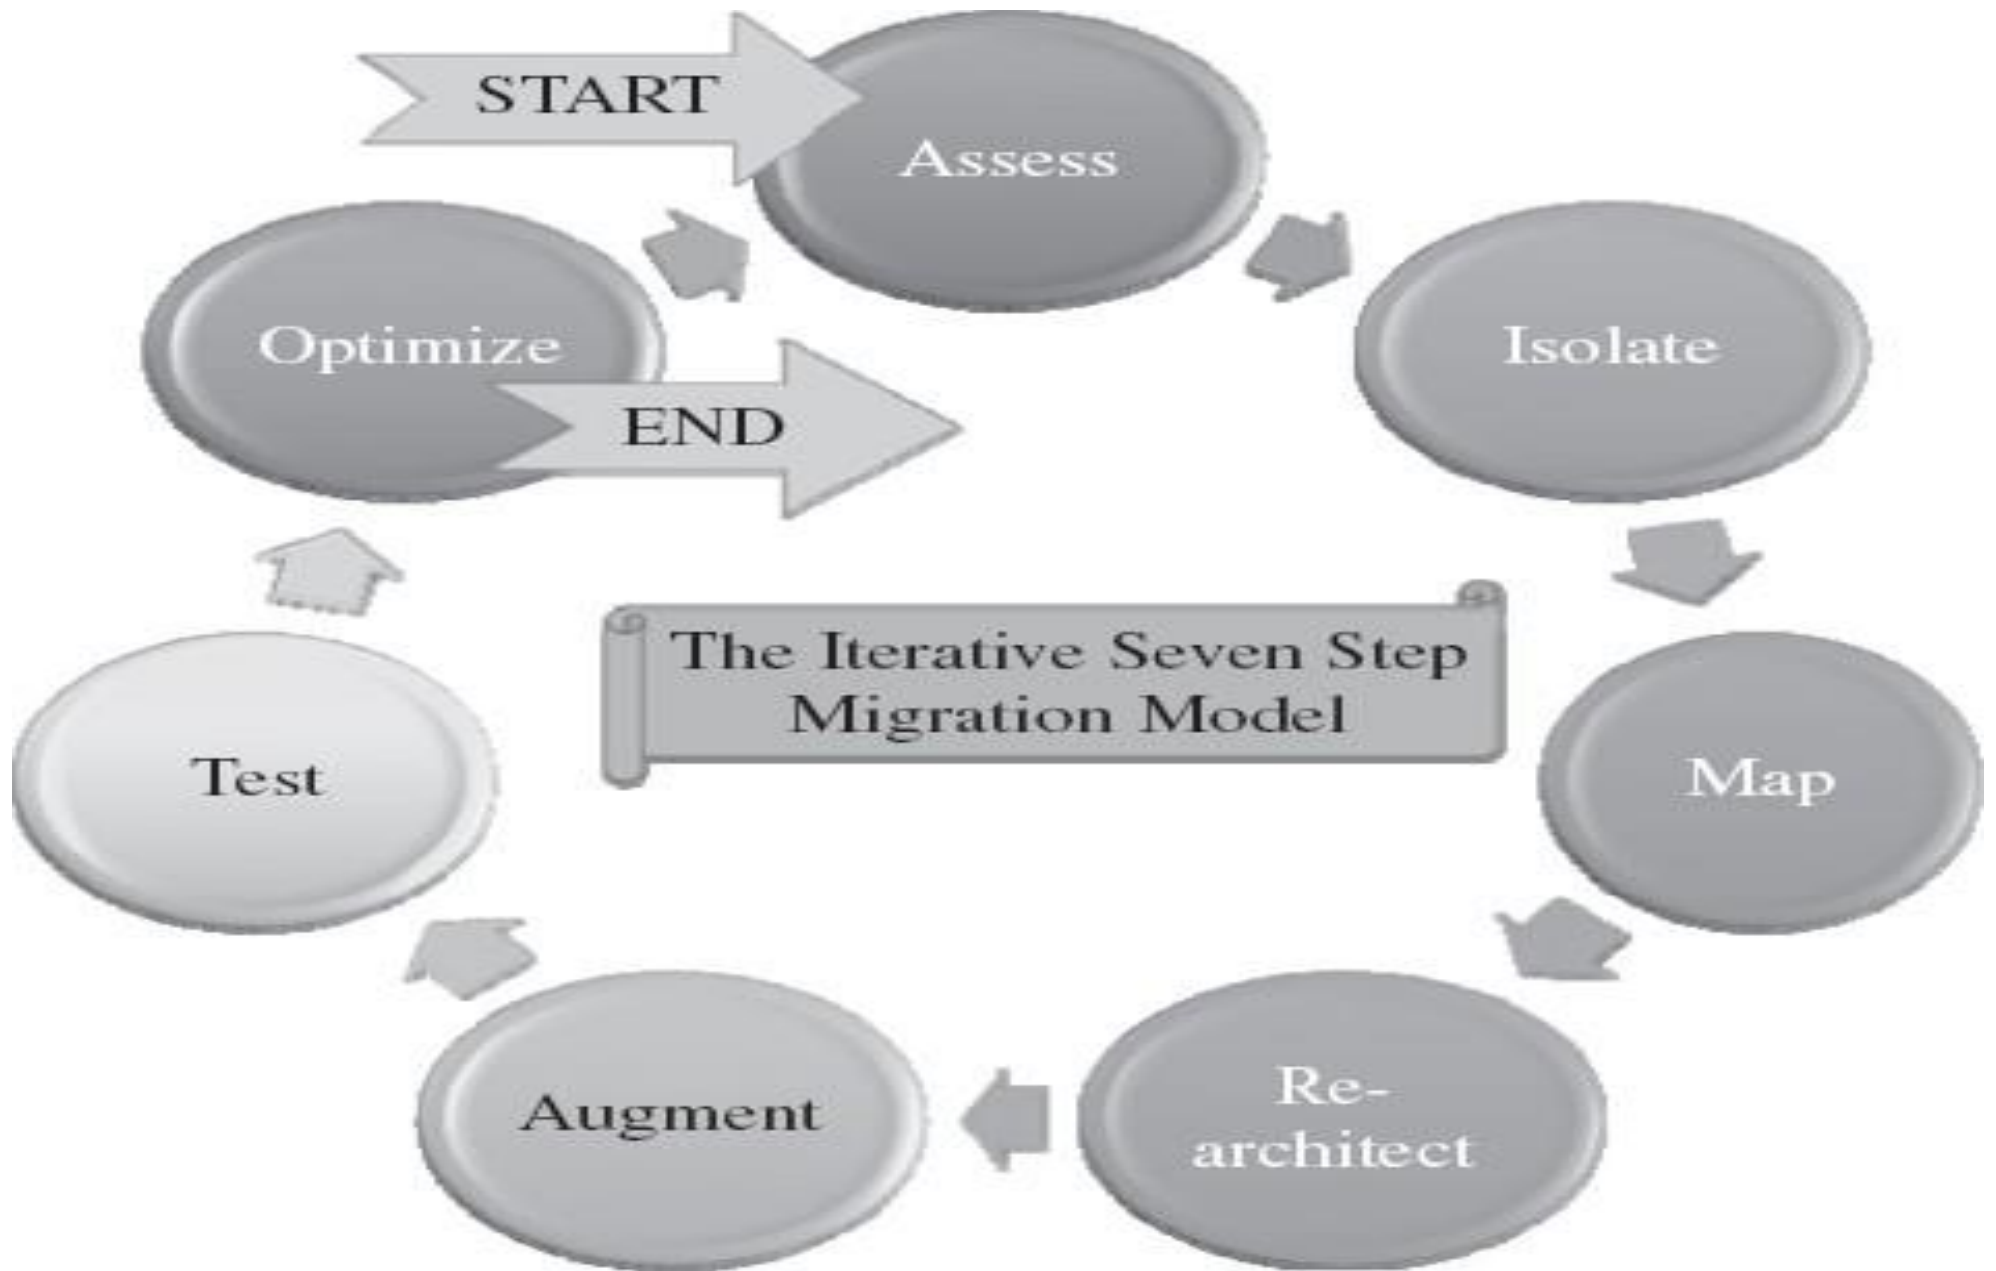 START
Assess
Isolate
Map
Re-
architect
Augment
Test
Optimize
END
The Iterative Seven Step
Migration Model